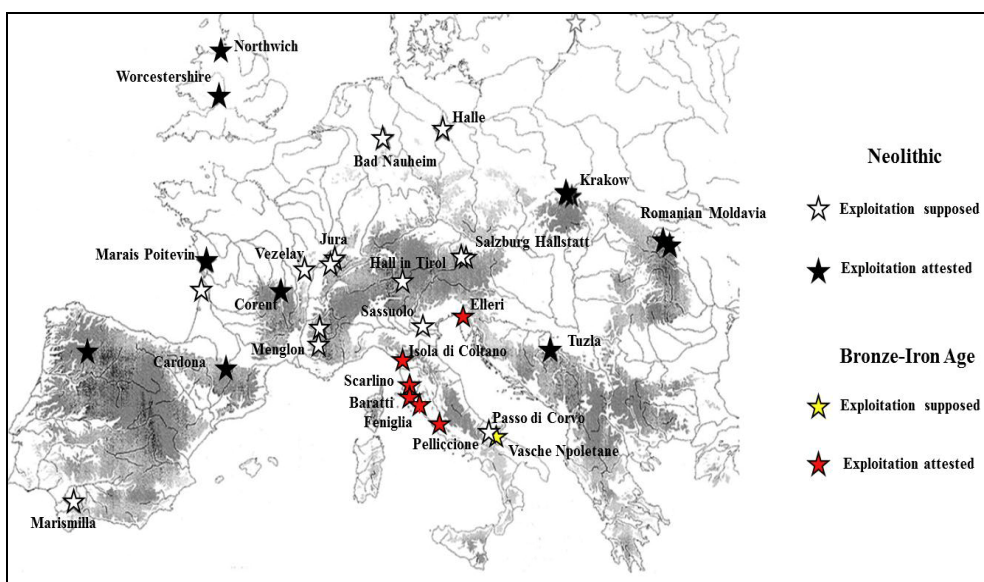 Northwich
Worcestershire
Halle
Bad Nauheim
Krakow
Romanian Moldavia
Marais Poitevin
Vezelay
Jura
Salzburg Hallstatt
Hall in Tirol
Corent
Sassuolo
Elleri
Menglon
Isola di Coltano
Tuzla
Cardona
Scarlino
Baratti
Feniglia
Passo di Corvo
Pelliccione
Vasche Npoletane
Marismilla
Neolithic
Exploitation supposed
Exploitation attested
Bronze-Iron Age
Exploitation supposed
Exploitation attested